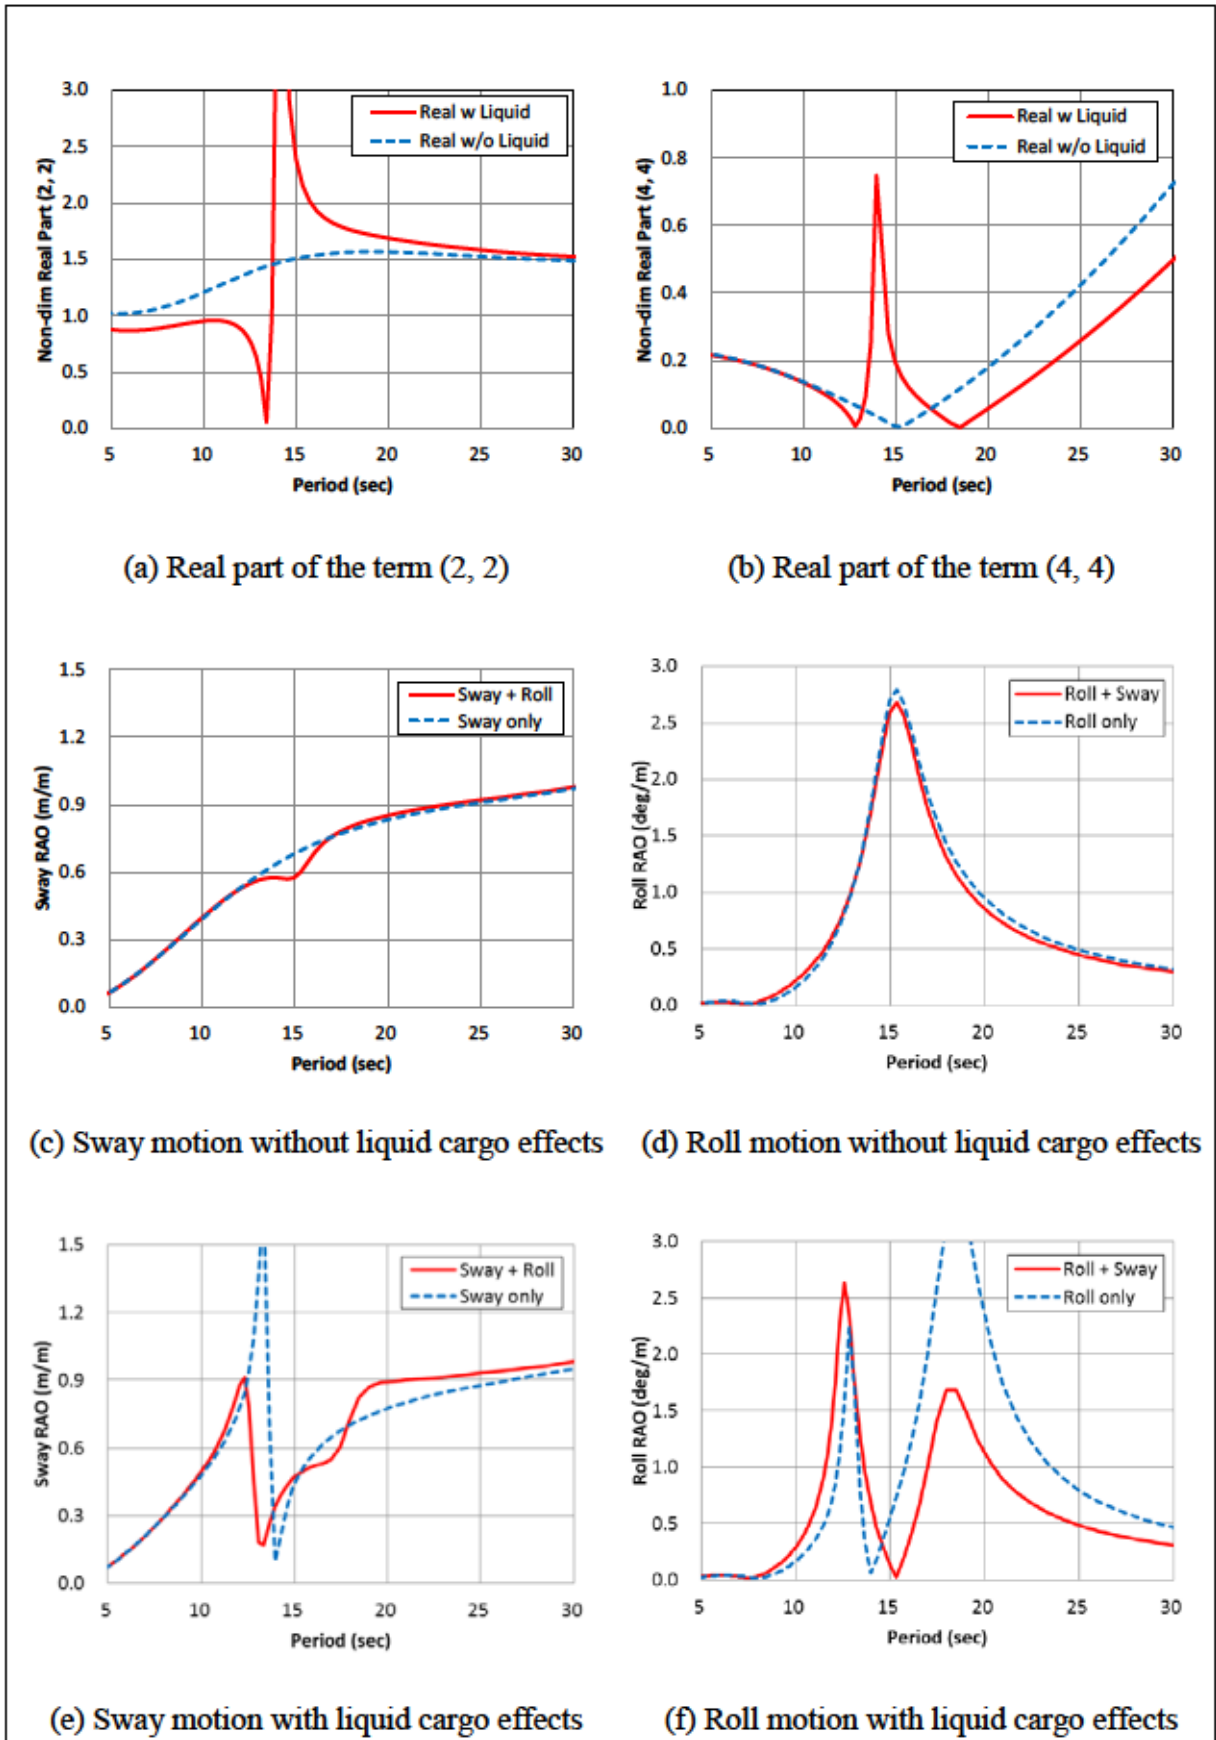 3.0
2.5
2.0
1.5
1.0
0.5
0.0
Non-dim Real Part (2, 2)
Real w Liquid
Real w/o Liquid
5 10 15 20 25 30
Period (sec)
(a) Real part of the term (2, 2)
1.0
0.8
0.6
0.4
0.2
0.0
Non-dim Real Part (4, 4)
Real w Liquid
Real w/o Liquid
5 10 15 20 25 30
Period (sec)
(b) Real part of the term (4, 4)
1.5
1.2
0.9
0.6
0.3
0.0
Sway RAO (m/m)
Sway + Roll
Sway only
5 10 15 20 25 30
Period (sec)
(c) Sway motion without liquid cargo effects
3.0
2.5
2.0
1.5
1.0
0.5
0.0
Roll RAO (deg/m)
Roll + Sway
Roll only
5 10 15 20 25 30
Period (sec)
(d) Roll motion without liquid cargo effects
1.5
1.2
0.9
0.6
0.3
0.0
Sway RAO (m/m)
Sway + Roll
Sway only
5 10 15 20 25 30
Period (sec)
(e) Sway motion with liquid cargo effects
3.0
2.5
2.0
1.5
1.0
0.5
0.0
Roll RAO (deg/m)
Roll + Sway
Roll only
5 10 15 20 25 30
Period (sec)
(f) Roll motion with liquid cargo effects